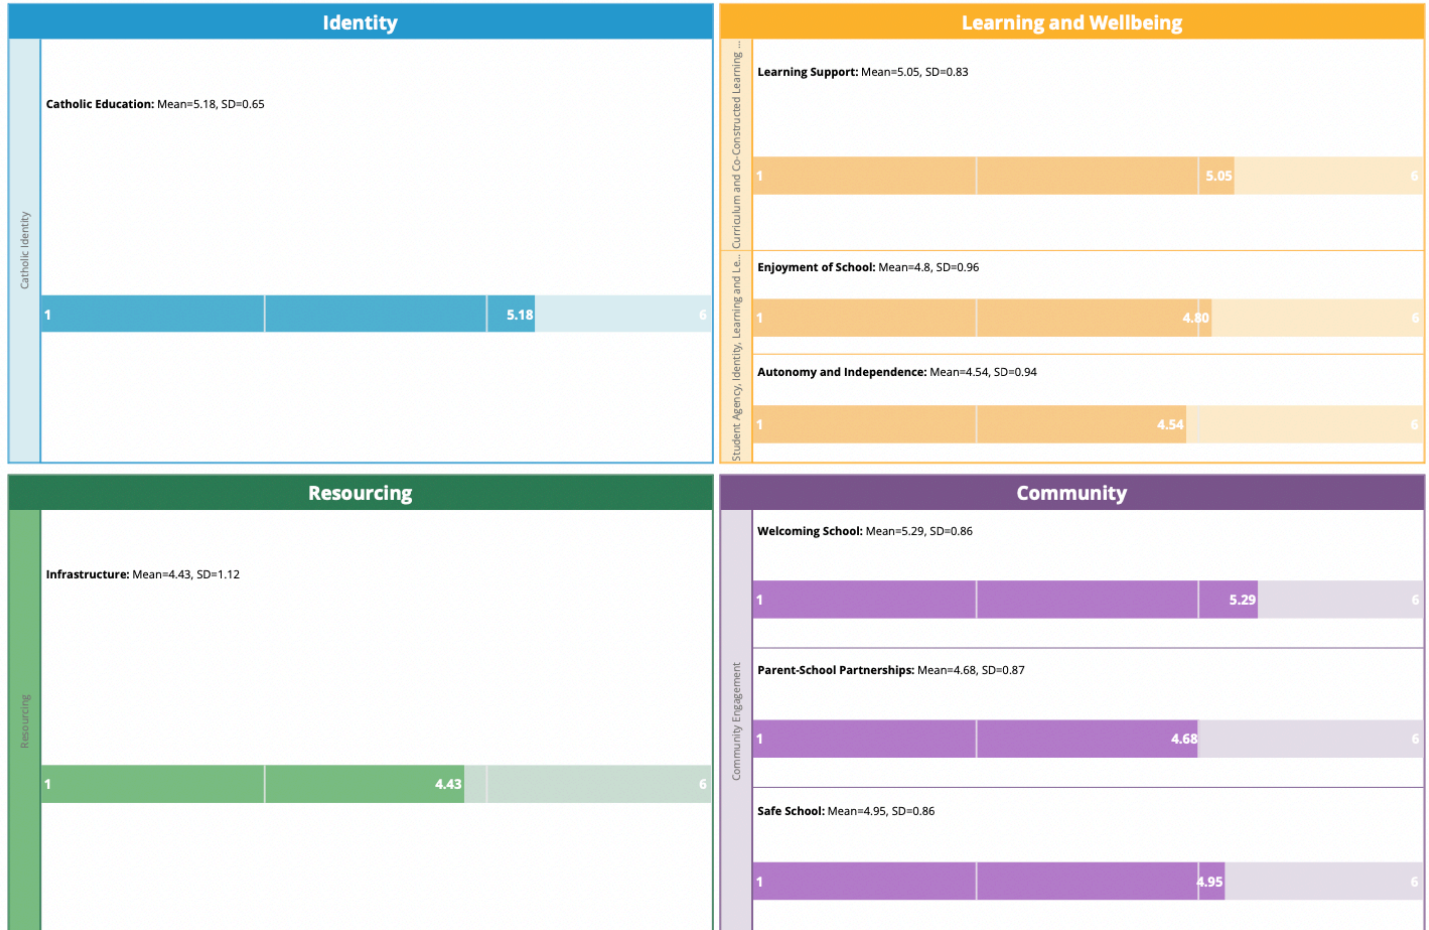 Identity
Catholic Identity
Catholic Education: Mean=5.18, SD=0.65
1 5.18 6
Learning and Wellbeing
Curriculum and Co-Constructed Learning ...
Learning Support: Mean=5.05, SD=0.83
1 5.05 6
Student Agency, Identity, Learning and Le...
Enjoyment of School: Mean=4.8, SD=0.96
1 4.80 6
Autonomy and Independence: Mean=4.54, SD=0.94
1 4.54 6
Resourcing
Resourcing
Infrastructure: Mean=4.43, SD=1.12
1 4.43 6
Community
Community Engagement
Welcoming School: Mean=5.29, SD=0.86
1 5.29 6
Parent-School Partnerships: Mean=4.68, SD=0.87
1 4.68 6
Safe School: Mean=4.95, SD=0.86
1 4.95 6